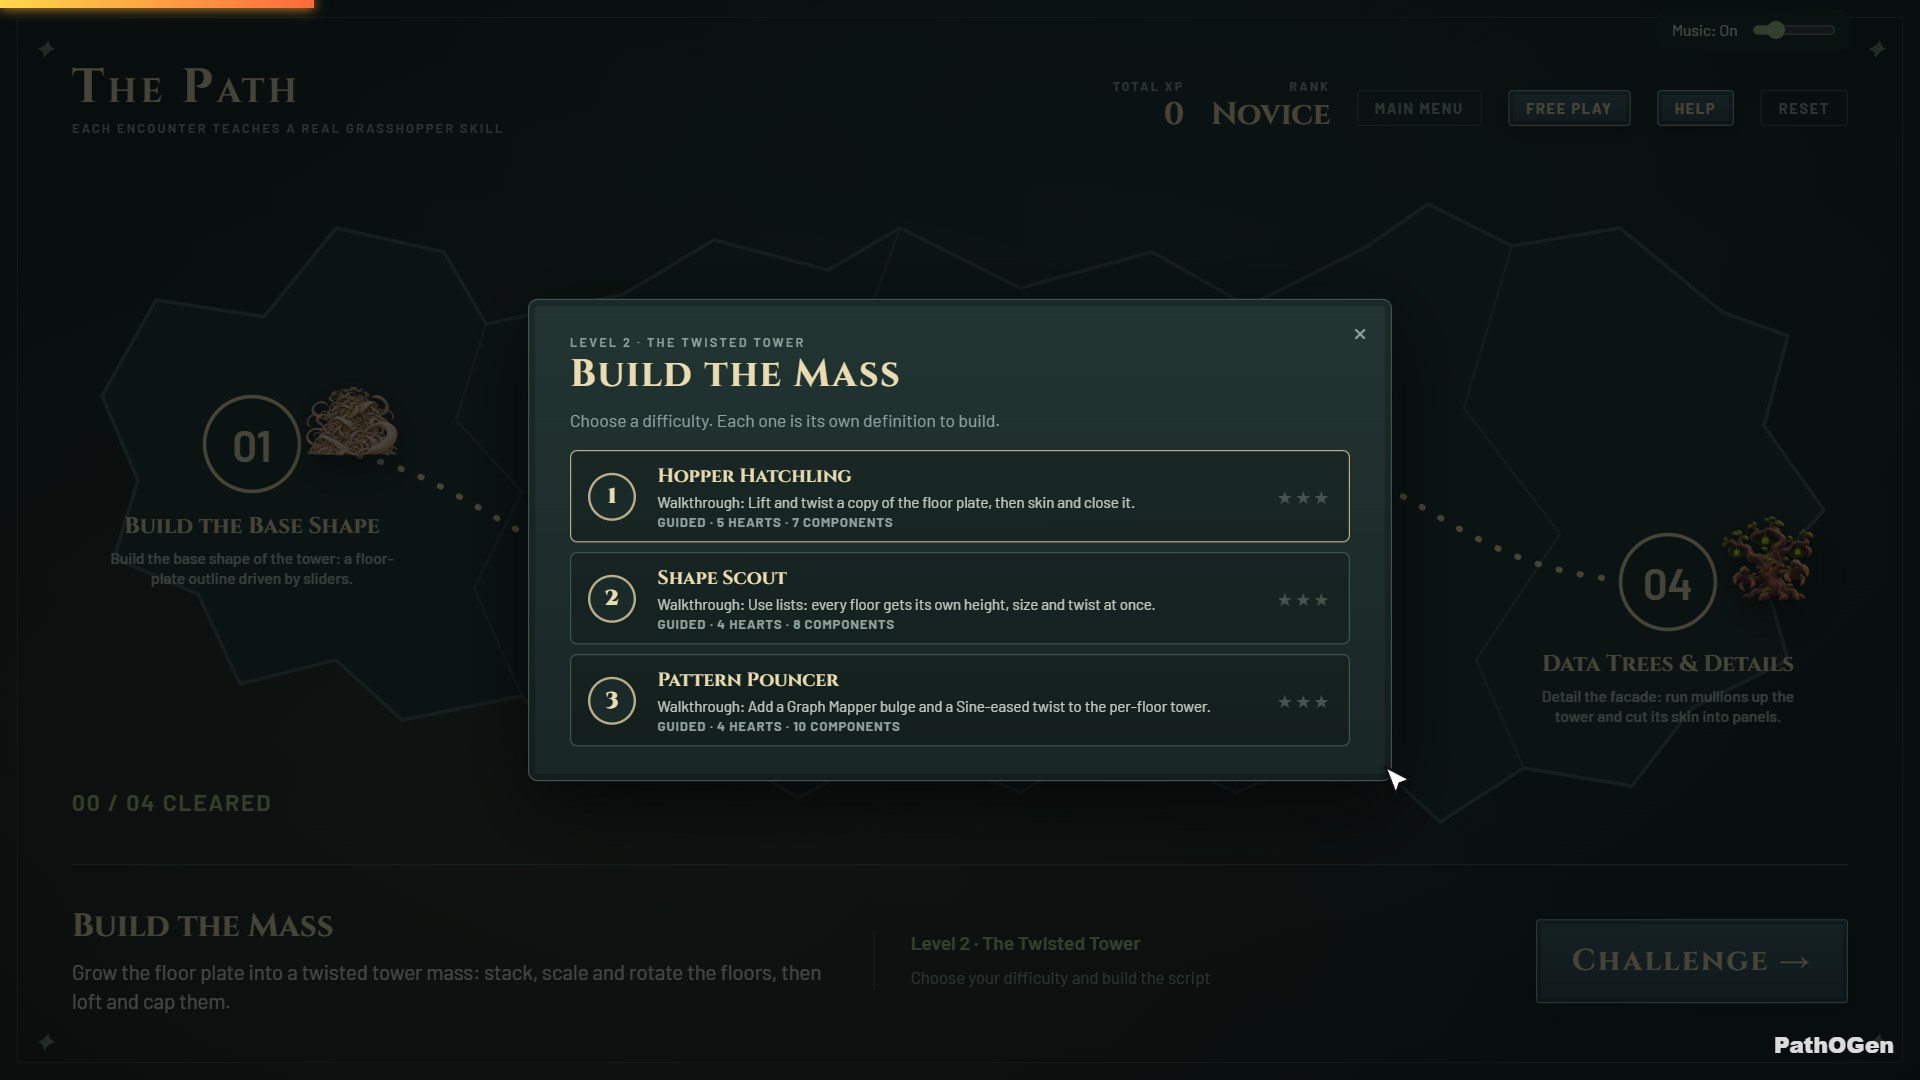 Music: On
The Path
EACH ENCOUNTER TEACHES A REAL GRASSHOPPER SKILL
TOTAL XP
0
RANK
Novice
MAIN MENU
FREE PLAY
HELP
RESET
LEVEL 2 · THE TWISTED TOWER
Build the Mass
×
Choose a difficulty. Each one is its own definition to build.
1
Hopper Hatchling
Walkthrough: Lift and twist a copy of the floor plate, then skin and close it.
GUIDED · 5 HEARTS · 7 COMPONENTS
★★★
2
Shape Scout
Walkthrough: Use lists: every floor gets its own height, size and twist at once.
GUIDED · 4 HEARTS · 8 COMPONENTS
★★★
3
Pattern Pouncer
Walkthrough: Add a Graph Mapper bulge and a Sine-eased twist to the per-floor tower.
GUIDED · 4 HEARTS · 10 COMPONENTS
★★★
01
Build the Base Shape
Build the base shape of the tower: a floor-
plate outline driven by sliders.
04
Data Trees & Details
Detail the facade: run mullions up the
tower and cut its skin into panels.
00 / 04 CLEARED
Build the Mass
Grow the floor plate into a twisted tower mass: stack, scale and rotate the floors, then
loft and cap them.
Level 2 · The Twisted Tower
Choose your difficulty and build the script
Challenge →
PathOGen